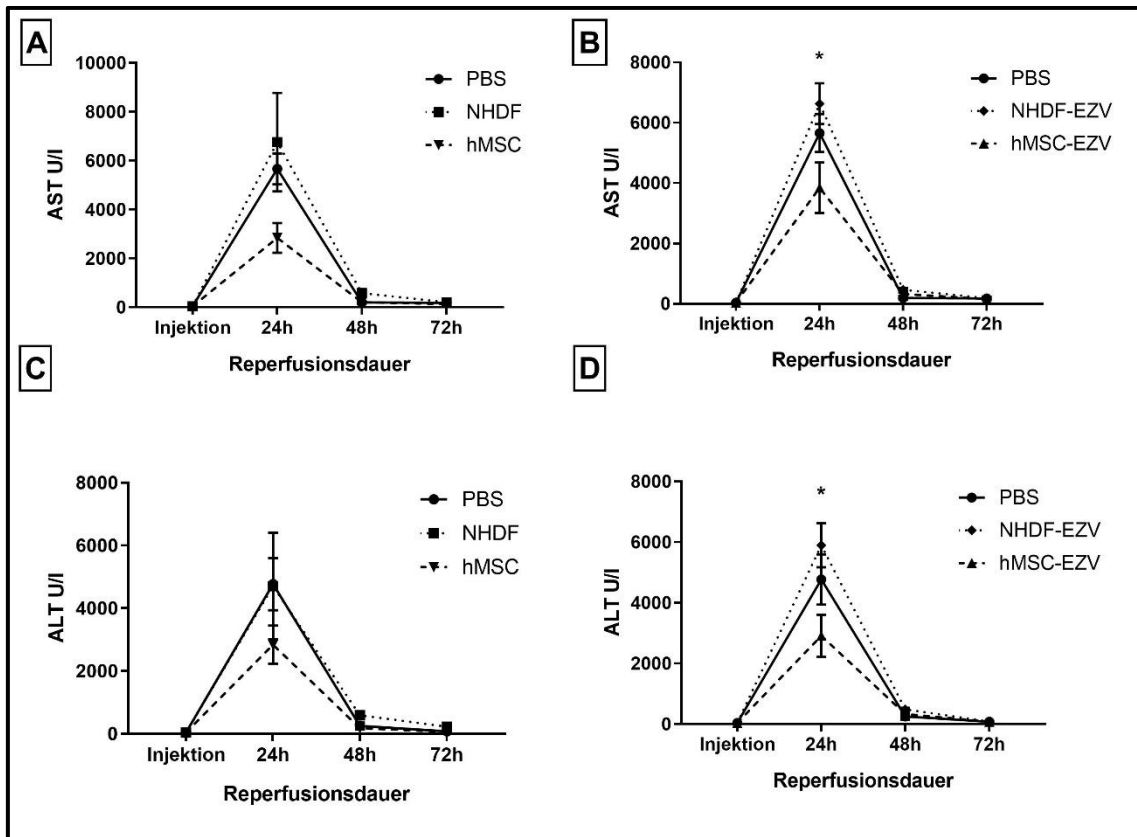 A
10000
8000
6000
4000
2000
0
AST U/l
Injektion 24h 48h 72h
Reperfusionsdauer
PBS
NHDF
hMSC
B
8000
6000
4000
2000
0
AST U/l
*
Injektion 24h 48h 72h
Reperfusionsdauer
PBS
NHDF-EZV
hMSC-EZV
C
8000
6000
4000
2000
0
ALT U/l
Injektion 24h 48h 72h
Reperfusionsdauer
PBS
NHDF
hMSC
D
8000
6000
4000
2000
0
ALT U/l
*
Injektion 24h 48h 72h
Reperfusionsdauer
PBS
NHDF-EZV
hMSC-EZV